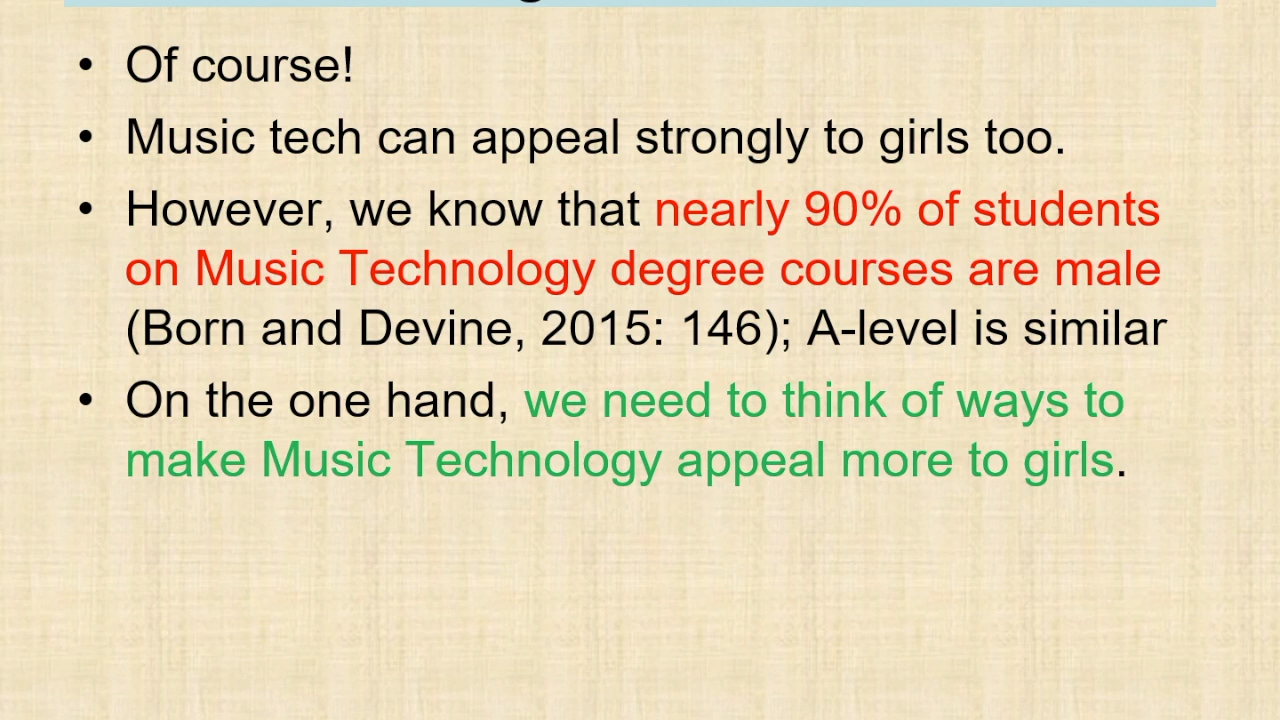 • Of course!
• Music tech can appeal strongly to girls too.
• However, we know that nearly 90% of students
on Music Technology degree courses are male
(Born and Devine, 2015: 146); A-level is similar
• On the one hand, we need to think of ways to
make Music Technology appeal more to girls.